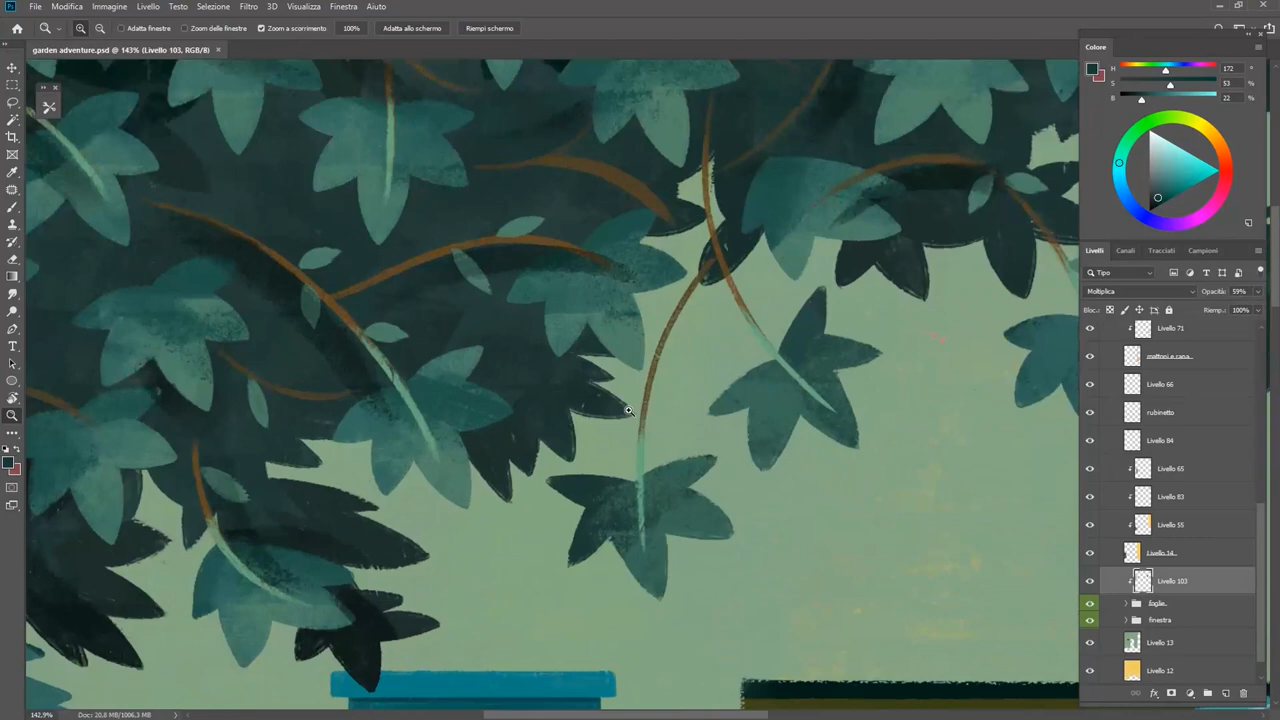 Ps File Modifica Immagine Livello Testo Selezione Filtro 3D Visualizza Finestra Aiuto
Adatta finestre Zoom delle finestre Zoom a scorrimento 100% Adatta allo schermo Riempi schermo
garden adventure.psd @ 143% (Livello 103, RGB/8) ×
Colore
H 172 °
S 53 %
B 22 %
Livelli Canali Tracciati Campioni
Tipo
Moltiplica Opacità: 59%
Bloc.: Riemp.: 100%
Livello 71
mattoni e rana...
Livello 66
rubinetto
Livello 84
Livello 65
Livello 83
Livello 55
Livello 14...
Livello 103
foglie..
finestra
Livello 13
Livello 12
142,9% Doc: 20,8 MB/1006,3 MB